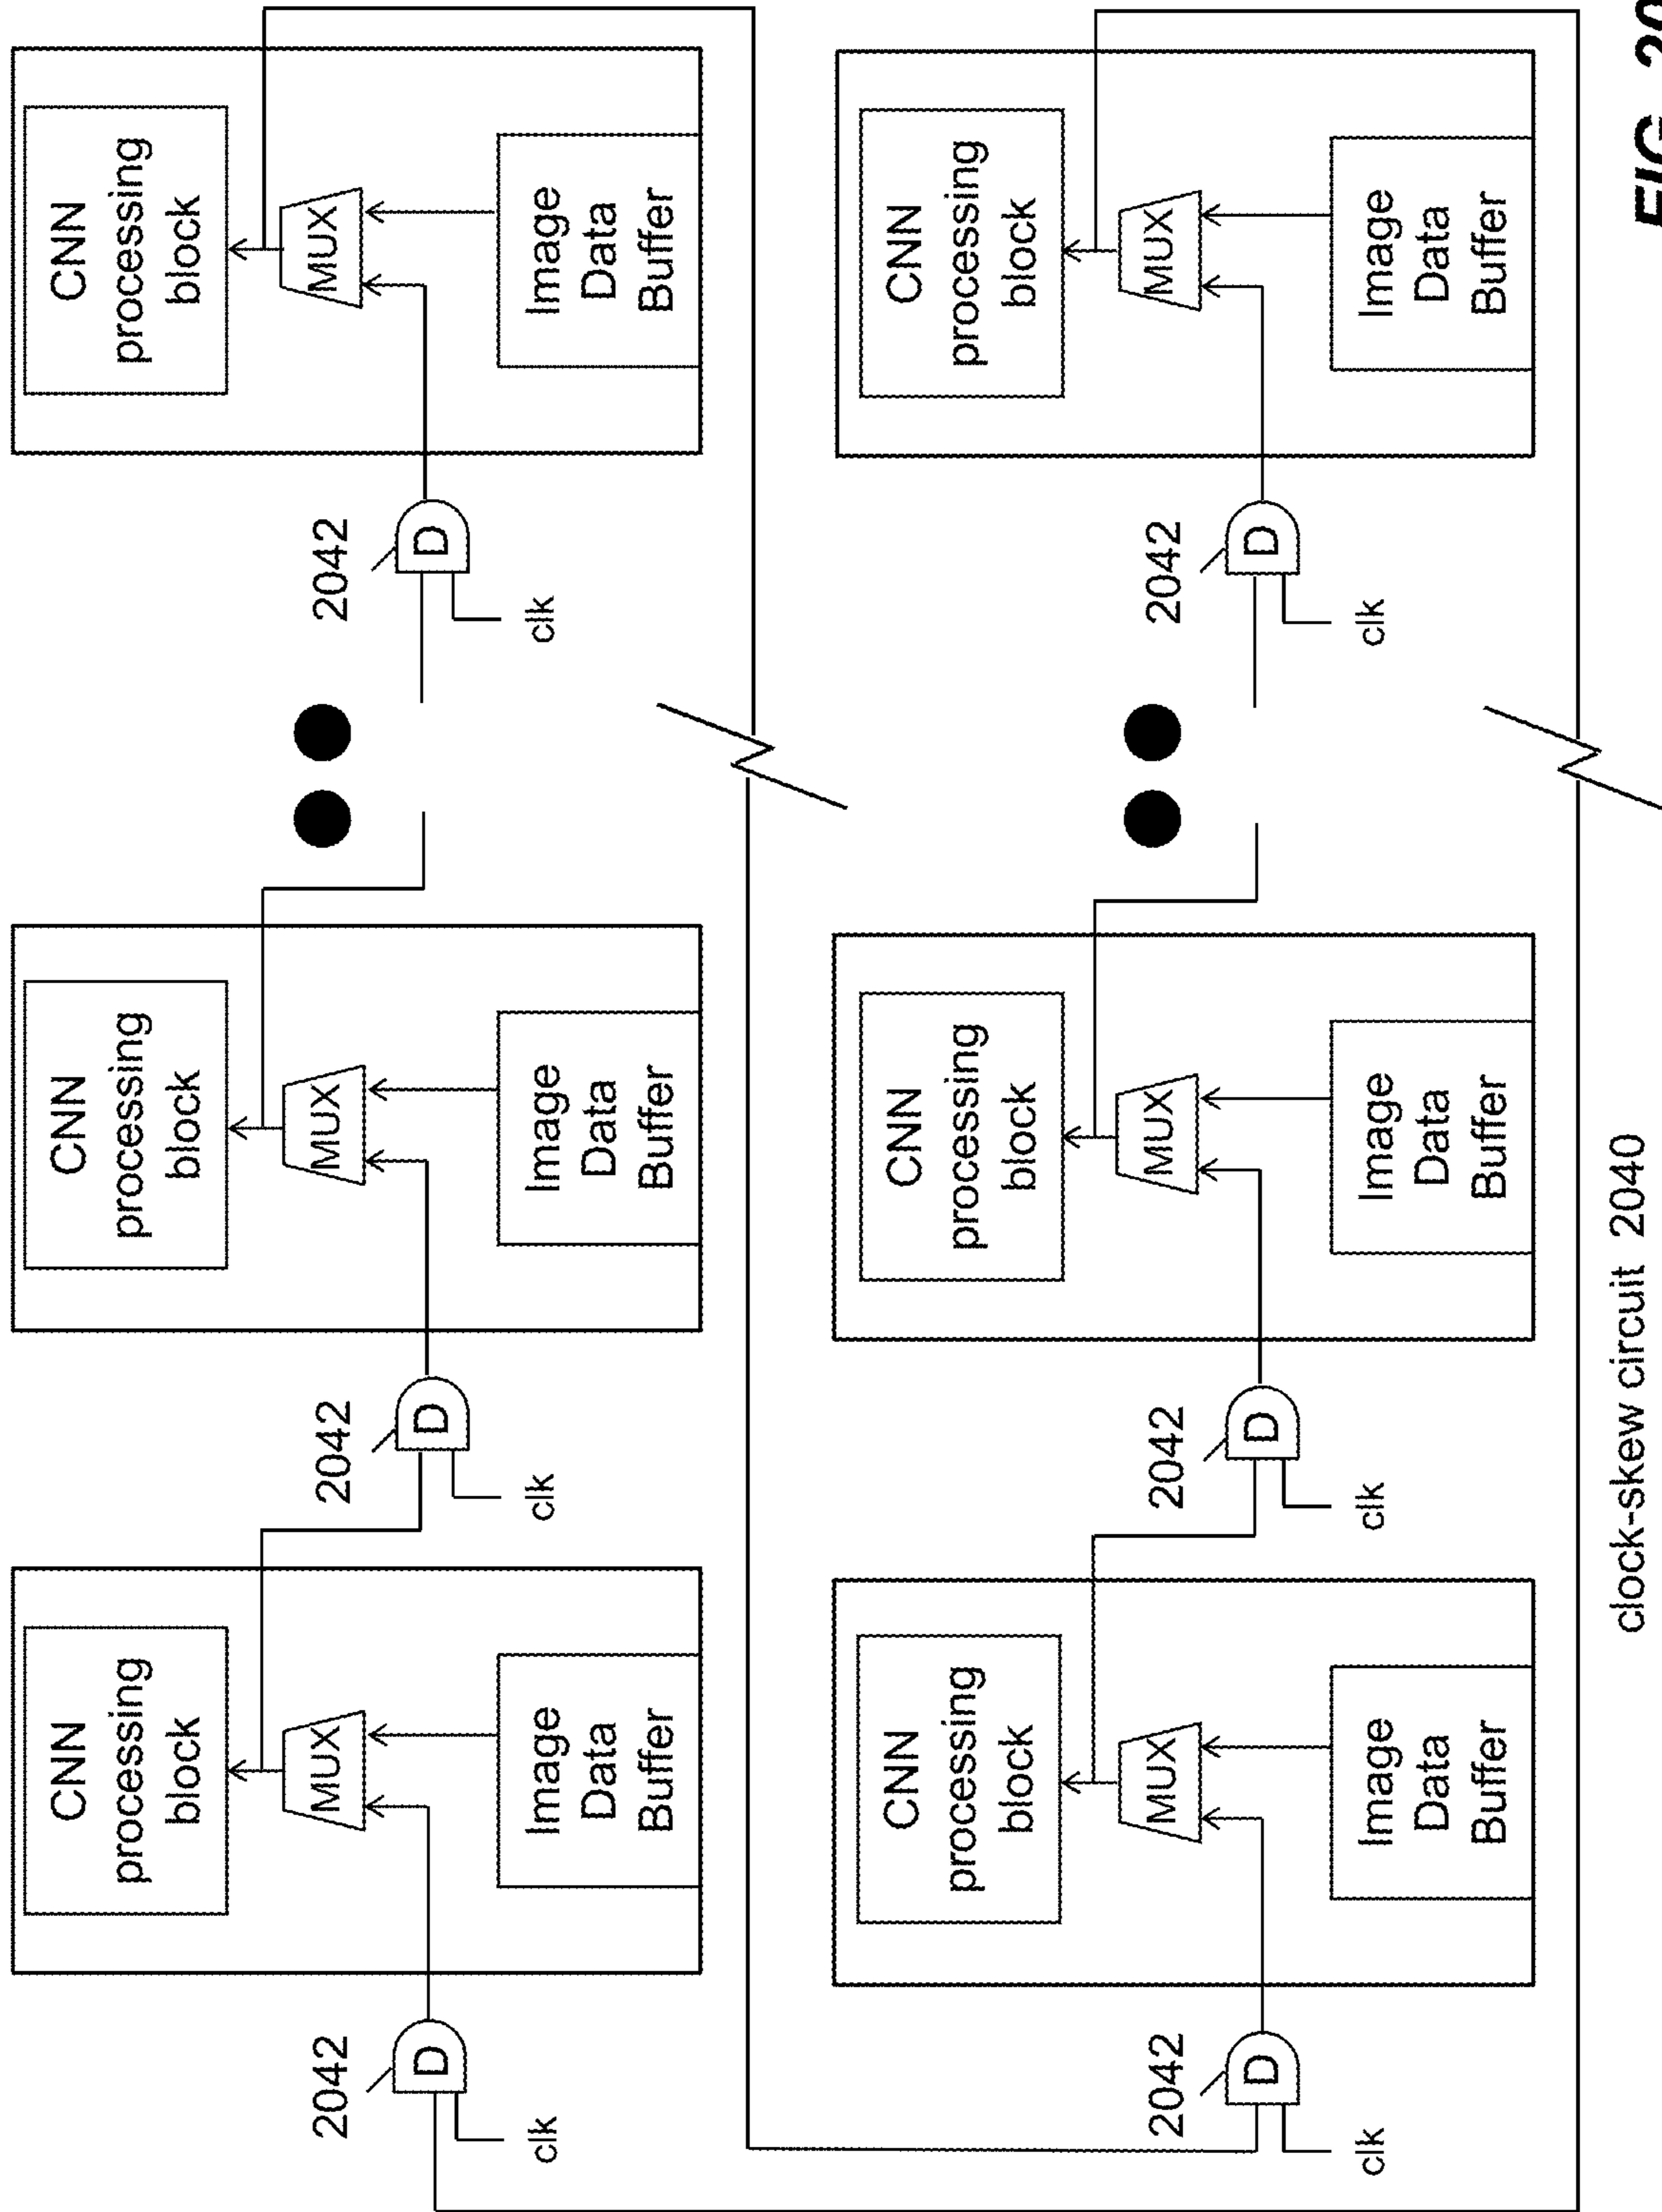 2042
D
clk
CNN
processing
block
MUX
Image
Data
Buffer
2042
D
clk
CNN
processing
block
MUX
Image
Data
Buffer
2042
D
clk
CNN
processing
block
MUX
Image
Data
Buffer
2042
D
clk
CNN
processing
block
MUX
Image
Data
Buffer
2042
D
clk
CNN
processing
block
MUX
Image
Data
Buffer
2042
D
clk
CNN
processing
block
MUX
Image
Data
Buffer
clock-skew circuit 2040
FIG. 20